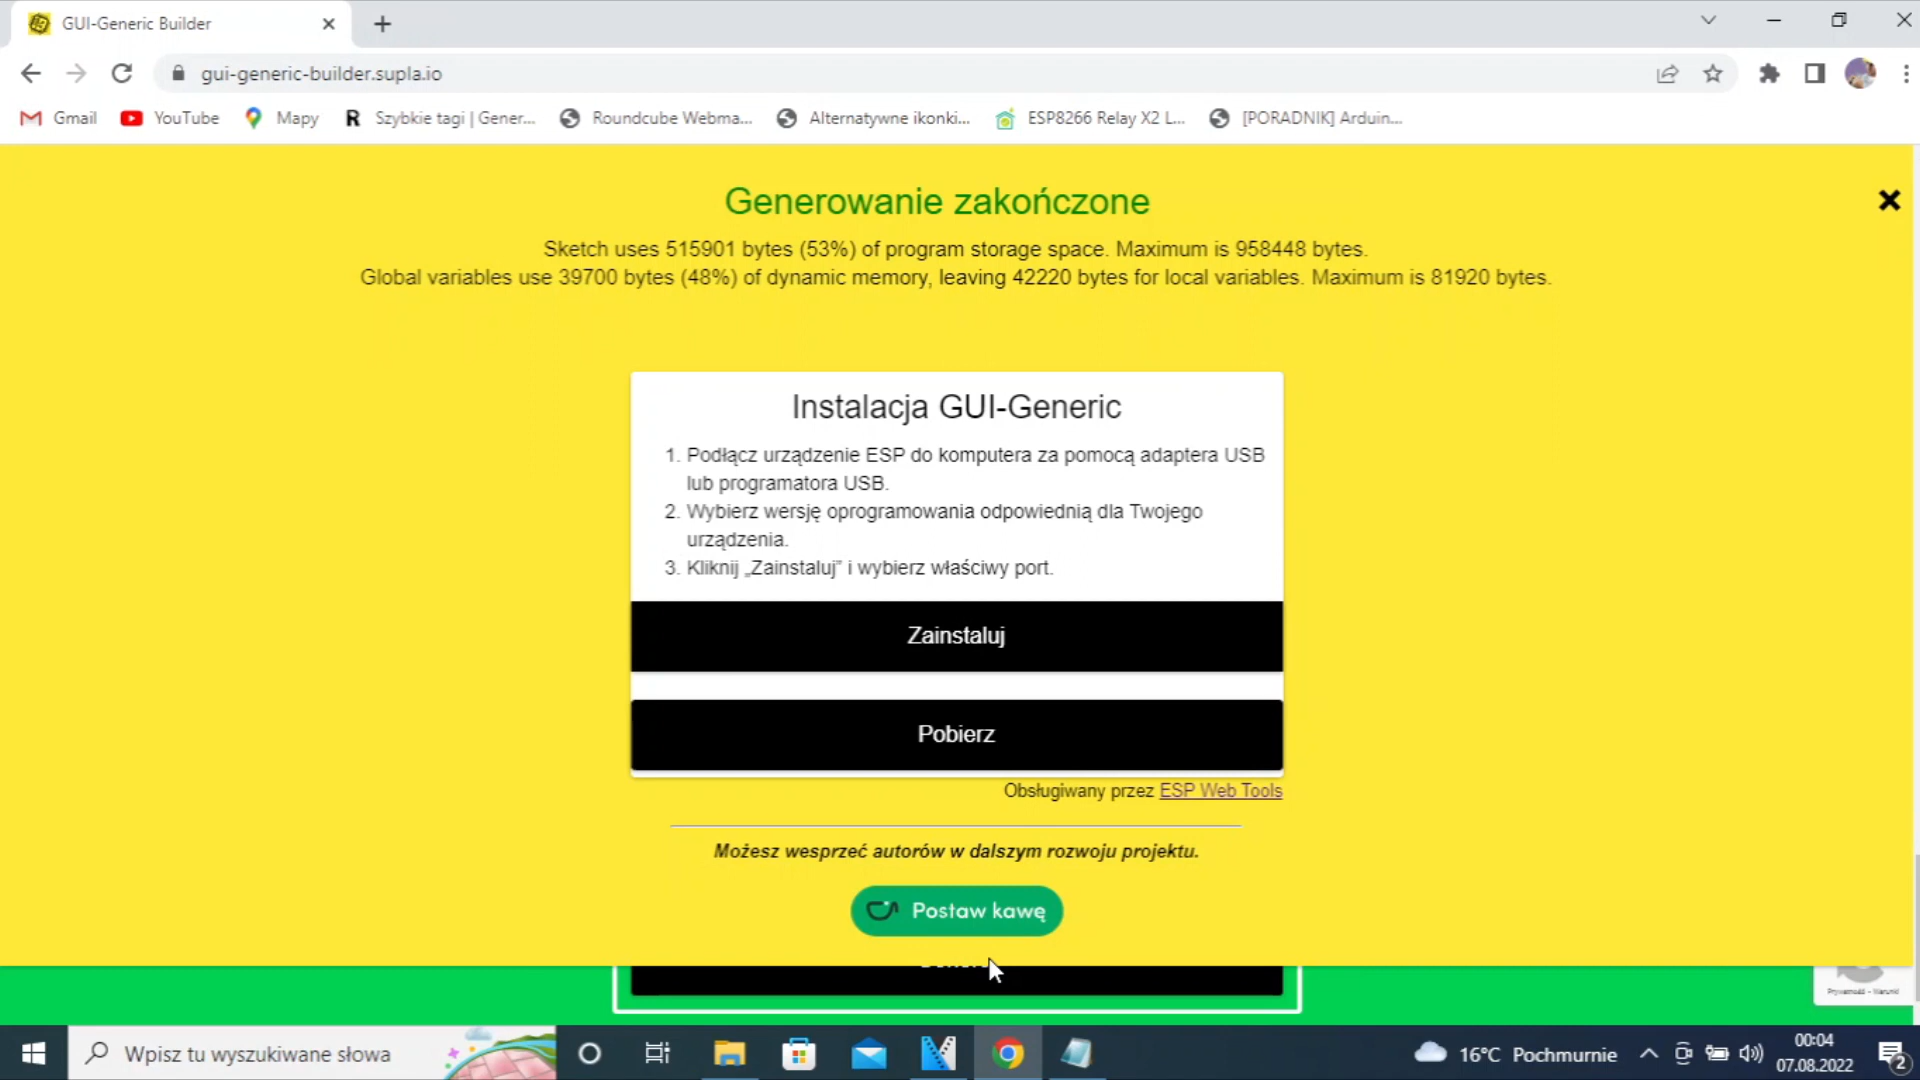 GUI-Generic Builder
gui-generic-builder.supla.io
Gmail
YouTube
Mapy
Szybkie tagi | Gener...
Roundcube Webma...
Alternatywne ikonki...
ESP8266 Relay X2 L...
[PORADNIK] Arduin...
Generowanie zakończone
Sketch uses 515901 bytes (53%) of program storage space. Maximum is 958448 bytes.
Global variables use 39700 bytes (48%) of dynamic memory, leaving 42220 bytes for local variables. Maximum is 81920 bytes.
Instalacja GUI-Generic
1. Podłącz urządzenie ESP do komputera za pomocą adaptera USB
lub programatora USB.
2. Wybierz wersję oprogramowania odpowiednią dla Twojego
urządzenia.
3. Kliknij „Zainstaluj” i wybierz właściwy port.
Zainstaluj
Pobierz
Obsługiwany przez ESP Web Tools
Możesz wesprzeć autorów w dalszym rozwoju projektu.
Postaw kawę
Prywatność - Warunki
Wpisz tu wyszukiwane słowa
16°C Pochmurnie
00:04
07.08.2022
2